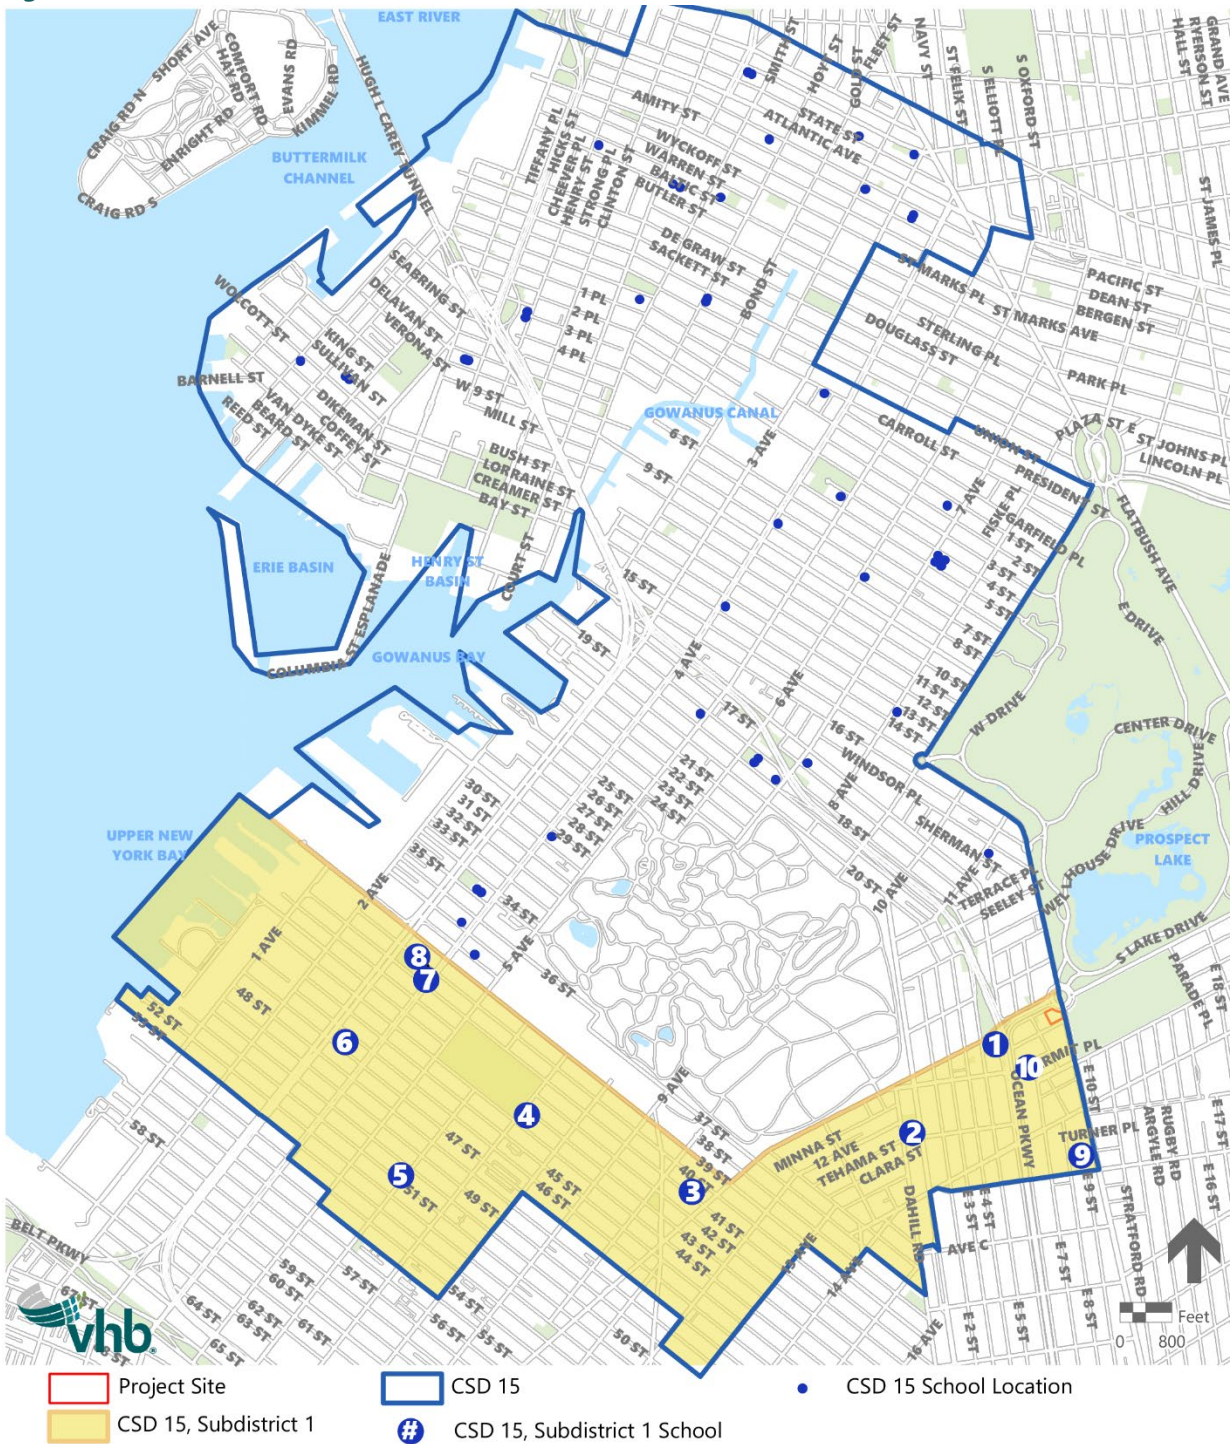 EAST RIVER
SHORT AVE
COMFORT RD
HAY RD
EVANS RD
KIMMEL RD
CRAIG RD N
ENRIGHT RD
CRAIG RD S
HUGH L CAREY TUNNEL
BUTTERMILK
CHANNEL
SMITH ST
HOYT ST
GOLD ST
FLEET ST
NAVY ST
ST FELIX ST
S ELLIOTT PL
S OXFORD ST
HALL ST
RYERSON ST
GRAND AVE
ST JAMES PL
AMITY ST
STATE ST
ATLANTIC AVE
WYCKOFF ST
WARREN ST
BALTIC ST
BUTLER ST
TIFFANY PL
HICKS ST
CHEEVER PL
HENRY ST
STRONG PL
CLINTON ST
DE GRAW ST
SACKETT ST
BOND ST
SEABRING ST
DELAVAN ST
VERONA ST
WOLCOTT ST
KING ST
SULLIVAN ST
BARNELL ST
VAN DYKE ST
BEARD ST
REED ST
DIKEMAN ST
COFFEY ST
1 PL
2 PL
3 PL
4 PL
W 9 ST
MILL ST
BUSH ST
LORRAINE ST
CREAMER ST
BAY ST
COURT ST
ST MARKS PL
ST MARKS AVE
PACIFIC ST
DEAN ST
BERGEN ST
STERLING PL
DOUGLASS ST
PARK PL
GOWANUS CANAL
6 ST
9 ST
3 AVE
CARROLL ST
UNION ST
PRESIDENT ST
PLAZA ST E
ST JOHNS PL
LINCOLN PL
FLATBUSH AVE
7 AVE
FISKE PL
GARFIELD PL
1 ST
2 ST
3 ST
4 ST
5 ST
7 ST
8 ST
10 ST
11 ST
12 ST
13 ST
14 ST
E DRIVE
W DRIVE
CENTER DRIVE
HILL DRIVE
WELLHOUSE DRIVE
PROSPECT
LAKE
S LAKE DRIVE
ERIE BASIN
HENRY ST
BASIN
COLUMBIA ST ESPLANADE
GOWANUS BAY
15 ST
19 ST
4 AVE
6 AVE
17 ST
16 ST
WINDSOR PL
8 AVE
18 ST
20 ST
10 AVE
SHERMAN ST
11 AVE
TERRACE PL
SEELEY ST
21 ST
22 ST
23 ST
24 ST
25 ST
26 ST
27 ST
28 ST
29 ST
30 ST
31 ST
32 ST
33 ST
35 ST
34 ST
36 ST
5 AVE
2 AVE
1 AVE
UPPER NEW
YORK BAY
48 ST
52 ST
58 ST
8
7
6
4
5
3
2
1
10
9
47 ST
49 ST
51 ST
45 ST
46 ST
9 AVE
37 ST
38 ST
39 ST
40 ST
41 ST
42 ST
43 ST
44 ST
MINNA ST
12 AVE
TEHAMA ST
CLARA ST
DAHILL RD
OCEAN PKWY
RMIT PL
E 10 ST
TURNER PL
PARADE PL
E 18 ST
E 17 ST
RUGBY RD
ARGYLE RD
E 16 ST
STRATFORD RD
E 9 ST
E 3 ST
E 4 ST
AVE C
E 7 ST
E 8 ST
E 5 ST
E 2 ST
16 AVE
14 AVE
BELT PKWY
59 ST
60 ST
57 ST
54 ST
56 ST
55 ST
50 ST
64 ST
65 ST
62 ST
63 ST
61 ST
vhb
Feet
0 800
Project Site
CSD 15
CSD 15 School Location
CSD 15, Subdistrict 1
# CSD 15, Subdistrict 1 School